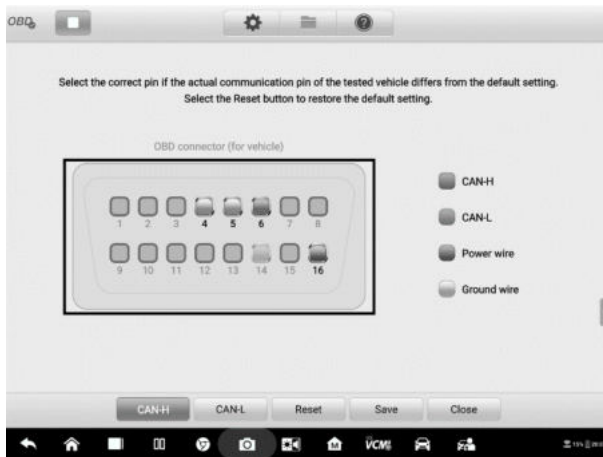 OBD
Select the correct pin if the actual communication pin of the tested vehicle differs from the default setting.
Select the Reset button to restore the default setting.
OBD connector (for vehicle)
1 2 3 4 5 6 7 8
9 10 11 12 13 14 15 16
CAN-H
CAN-L
Power wire
Ground wire
CAN-H CAN-L Reset Save Close
M VCMI